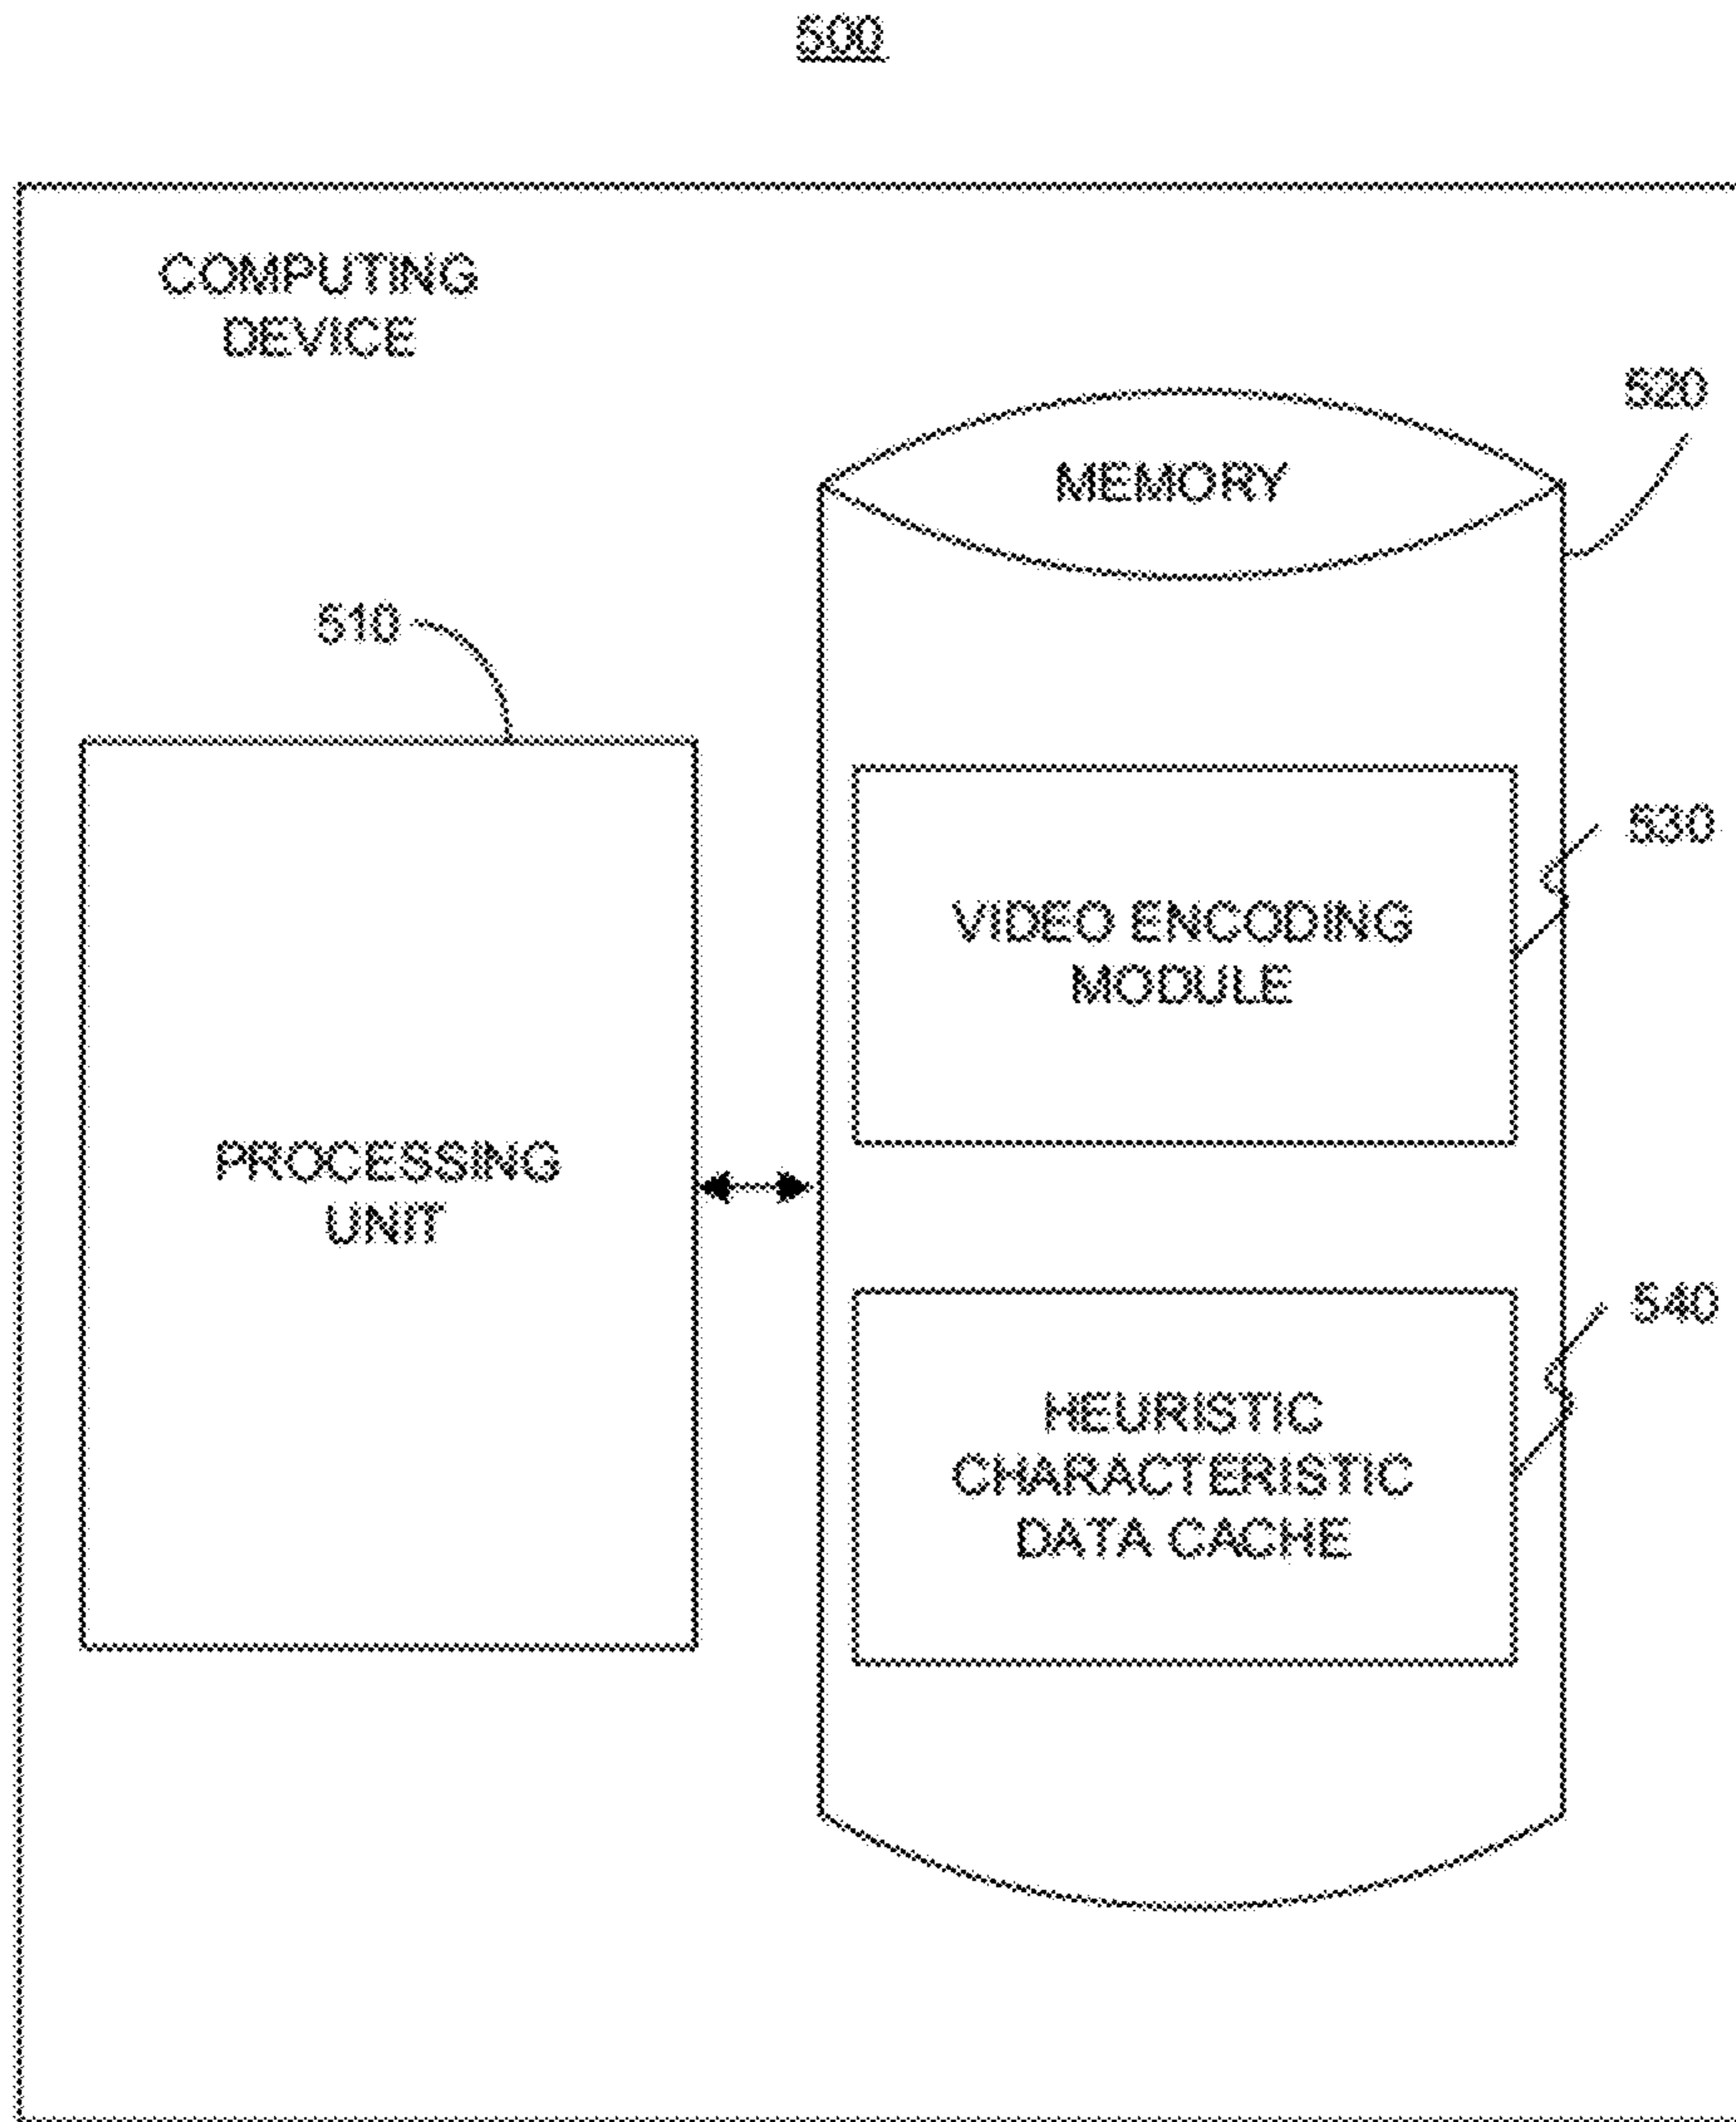 500
COMPUTING
DEVICE
520
MEMORY
510
530
VIDEO ENCODING
MODULE
PROCESSING
UNIT
540
HEURISTIC
CHARACTERISTIC
DATA CACHE